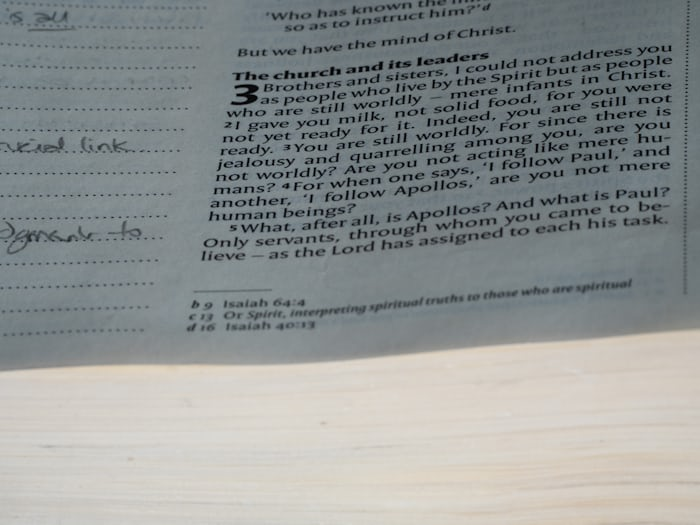 s all
ucial link
gment to
'Who has known the
so as to instruct him?'d
But we have the mind of Christ.
The church and its leaders
3 Brothers and sisters, I could not address you
as people who live by the Spirit but as people
who are still worldly – mere infants in Christ.
2I gave you milk, not solid food, for you were
not yet ready for it. Indeed, you are still not
ready. 3You are still worldly. For since there is
jealousy and quarrelling among you, are you
not worldly? Are you not acting like mere hu-
mans? 4For when one says, 'I follow Paul,' and
another, 'I follow Apollos,' are you not mere
human beings?
5What, after all, is Apollos? And what is Paul?
Only servants, through whom you came to be-
lieve – as the Lord has assigned to each his task.
b 9 Isaiah 64:4
c 13 Or Spirit, interpreting spiritual truths to those who are spiritual
d 16 Isaiah 40:13